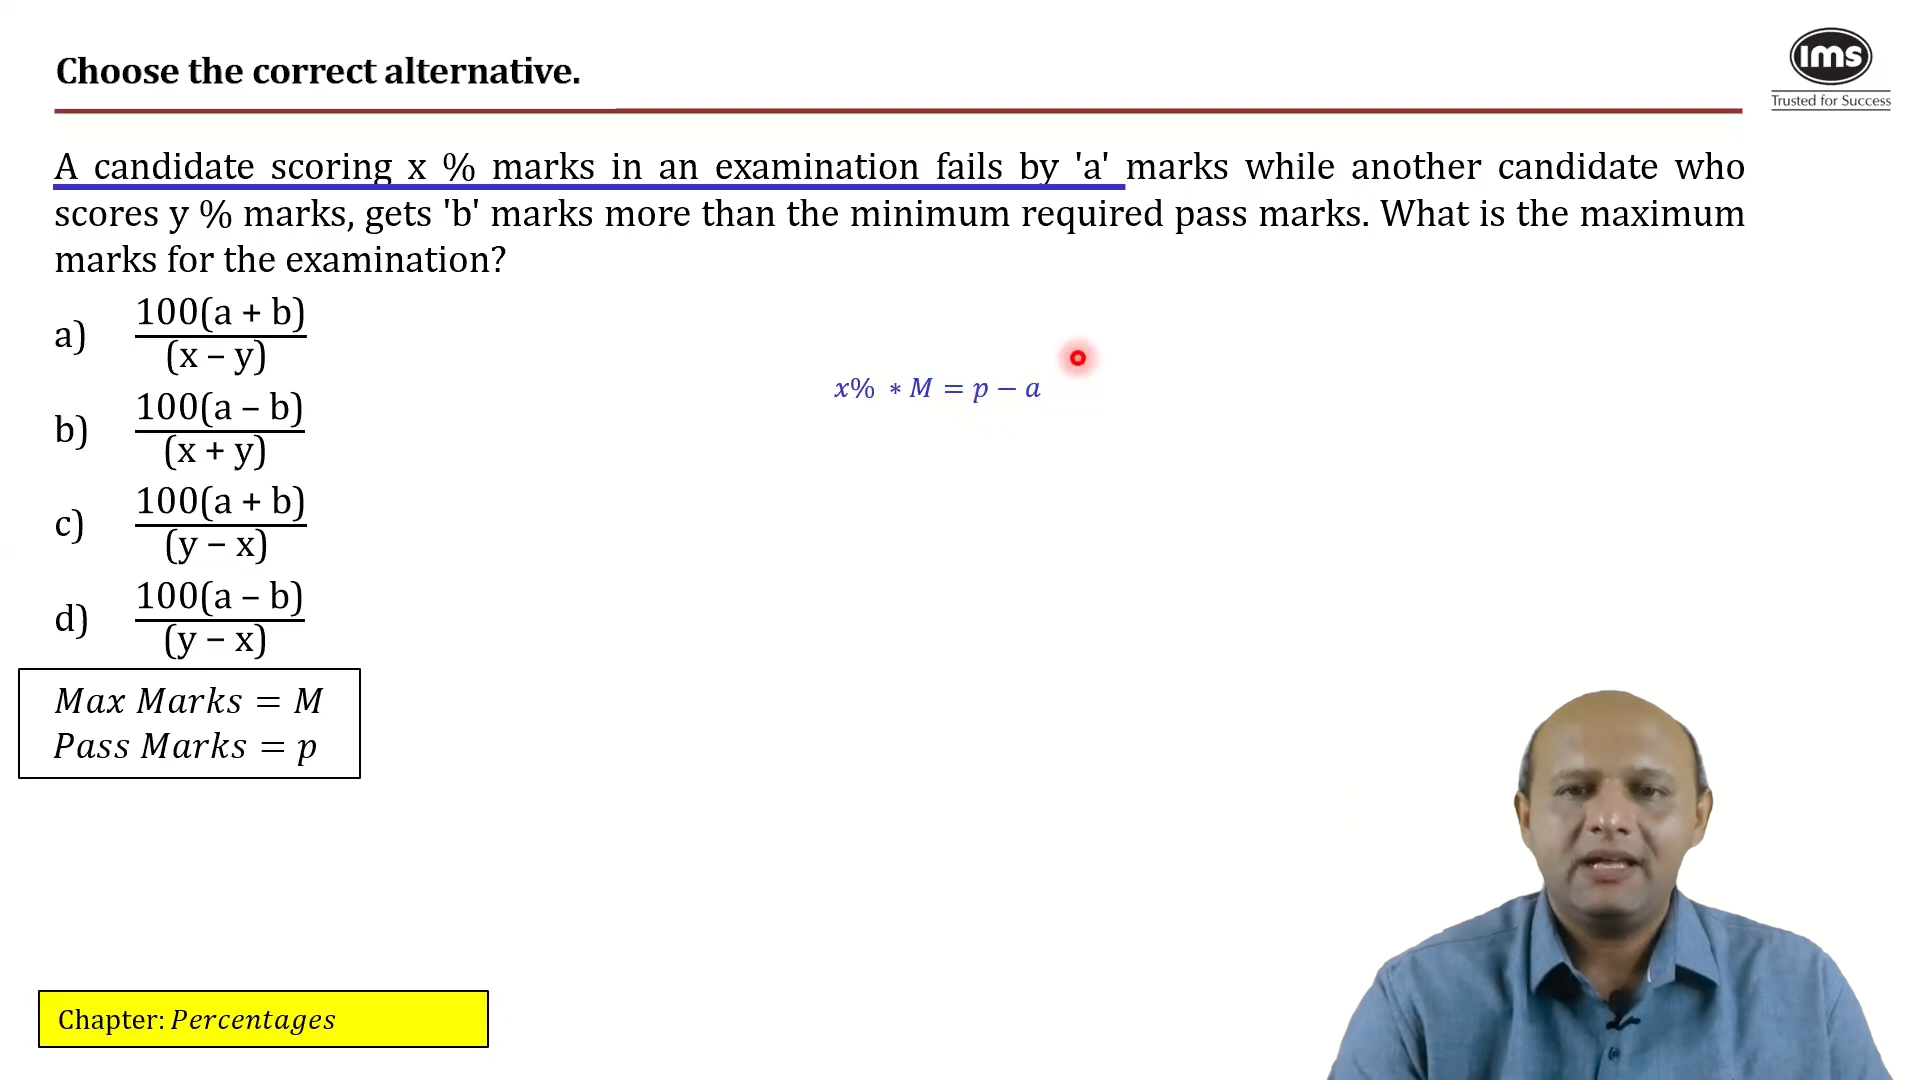 Choose the correct alternative.
ims
Trusted for Success
A candidate scoring x % marks in an examination fails by 'a' marks while another candidate who
scores y % marks, gets 'b' marks more than the minimum required pass marks. What is the maximum
marks for the examination?
a) 100(a + b)
(x – y)
b) 100(a – b)
(x + y)
c) 100(a + b)
(y – x)
d) 100(a – b)
(y – x)
x% * M = p – a
Max Marks = M
Pass Marks = p
Chapter: Percentages